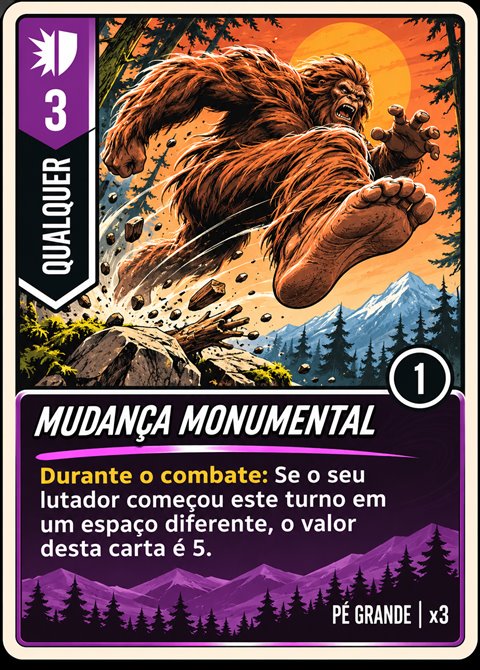 3
QUALQUER
1
MUDANÇA MONUMENTAL
Durante o combate: Se o seu
lutador começou este turno em
um espaço diferente, o valor
desta carta é 5.
PÉ GRANDE | x3